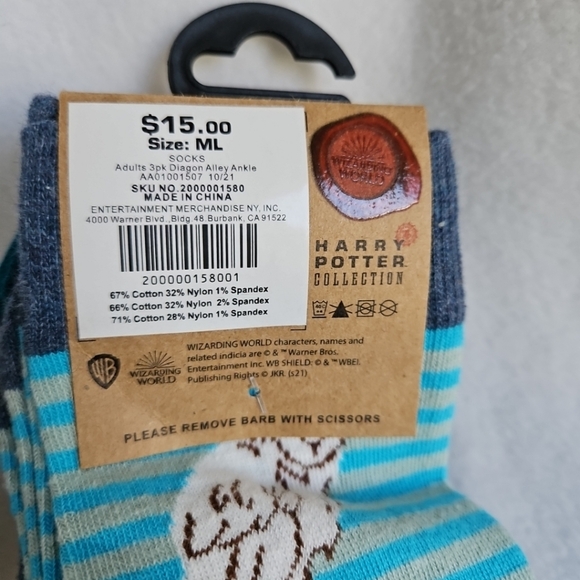 $15.00
Size: ML
SOCKS
Adults 3pk Diagon Alley Ankle
AA01001507 10/21
SKU NO.2000001580
MADE IN CHINA
ENTERTAINMENT MERCHANDISE NY, INC.
4000 Warner Blvd.,Bldg 48.Burbank, CA 91522
200000158001
67% Cotton 32% Nylon 1% Spandex
66% Cotton 32% Nylon 2% Spandex
71% Cotton 28% Nylon 1% Spandex
WIZARDING
WORLD
HARRY
POTTER
COLLECTION
WB
WIZARDING
WORLD
WIZARDING WORLD characters, names and
related indicia are © & ™ Warner Bros.
Entertainment Inc. WB SHIELD: © & ™ WBEI.
Publishing Rights © JKR. (s21)
PLEASE REMOVE BARB WITH SCISSORS